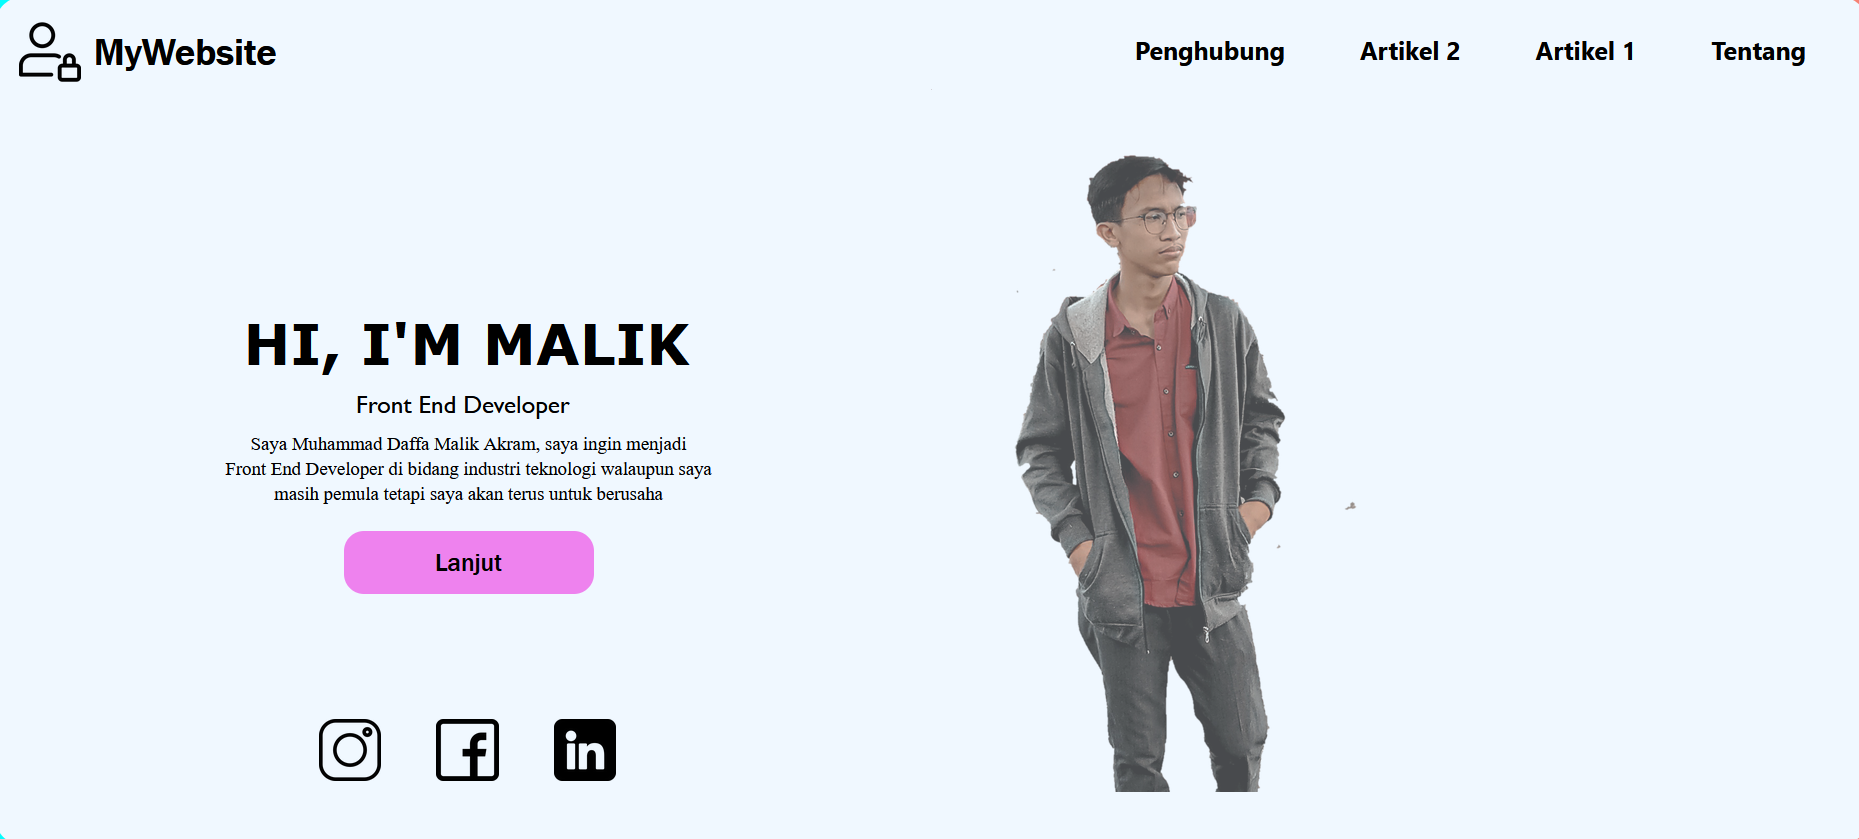 MyWebsite
Penghubung
Artikel 2
Artikel 1
Tentang
HI, I'M MALIK
Front End Developer
Saya Muhammad Daffa Malik Akram, saya ingin menjadi
Front End Developer di bidang industri teknologi walaupun saya
masih pemula tetapi saya akan terus untuk berusaha
Lanjut